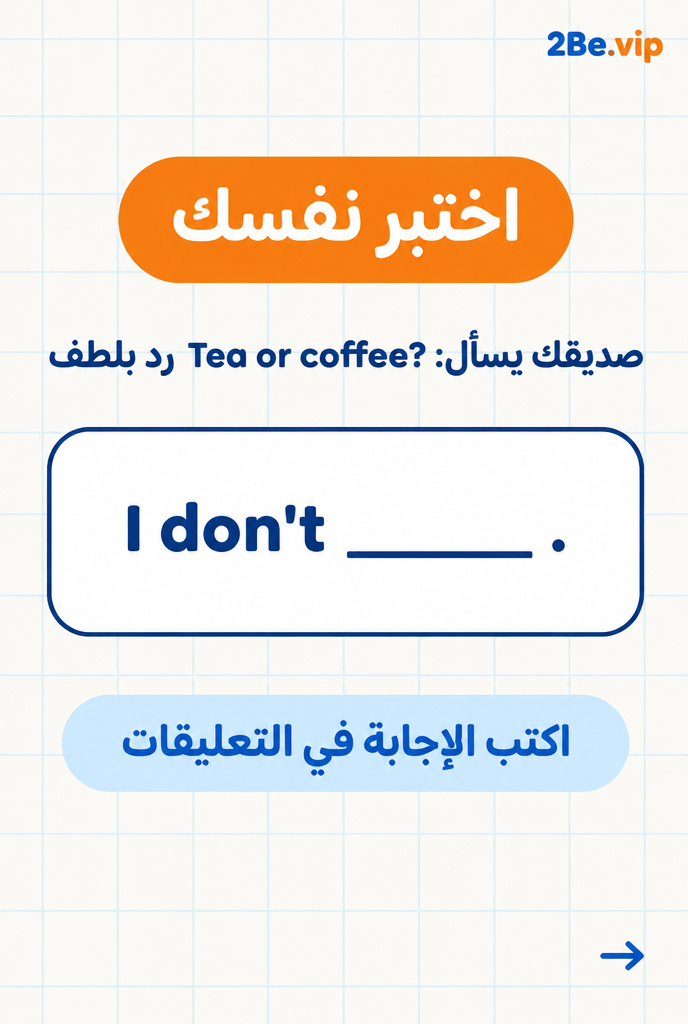 2Be.vip
اختبر نفسك
صديقك يسأل: Tea or coffee? رد بلطف
I don't ______ .
اكتب الإجابة في التعليقات
→